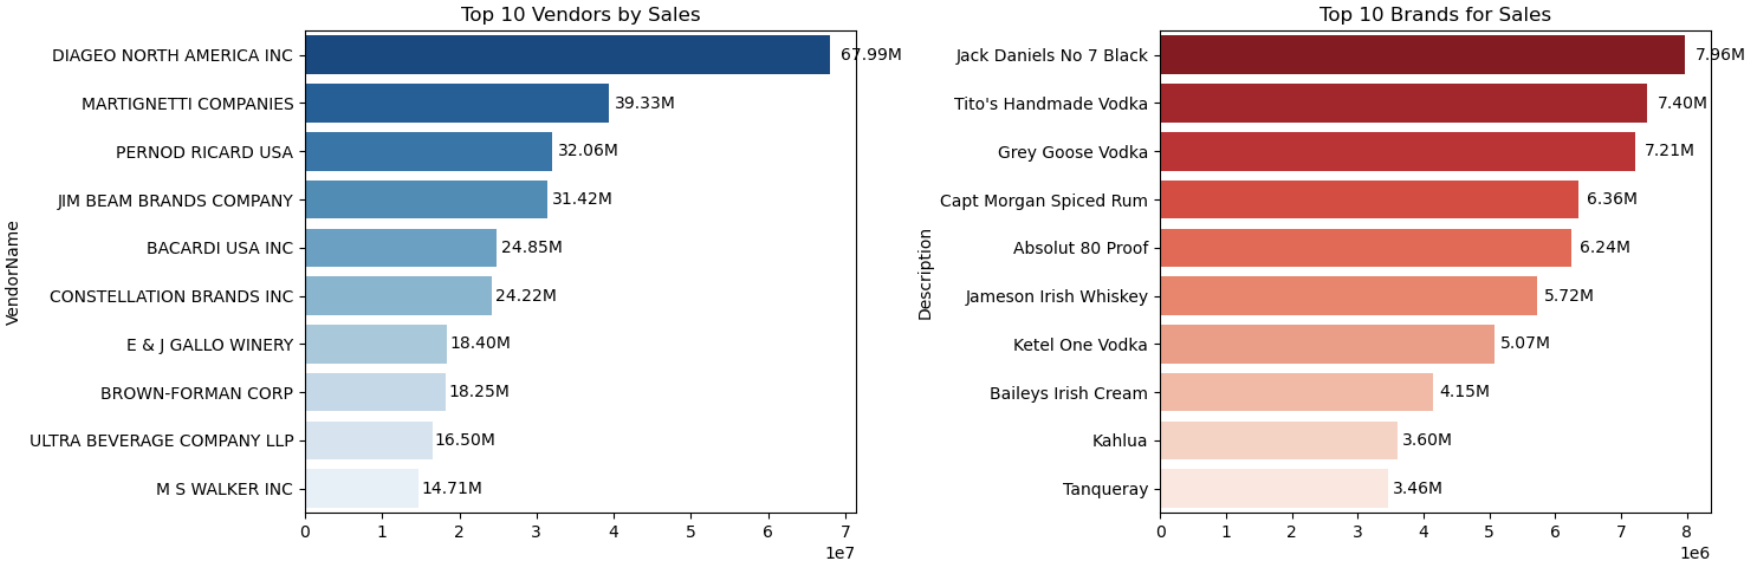 Top 10 Vendors by Sales
VendorName
DIAGEO NORTH AMERICA INC 67.99M
MARTIGNETTI COMPANIES 39.33M
PERNOD RICARD USA 32.06M
JIM BEAM BRANDS COMPANY 31.42M
BACARDI USA INC 24.85M
CONSTELLATION BRANDS INC 24.22M
E & J GALLO WINERY 18.40M
BROWN-FORMAN CORP 18.25M
ULTRA BEVERAGE COMPANY LLP 16.50M
M S WALKER INC 14.71M
0 1 2 3 4 5 6 7
1e7
Top 10 Brands for Sales
Description
Jack Daniels No 7 Black 7.96M
Tito's Handmade Vodka 7.40M
Grey Goose Vodka 7.21M
Capt Morgan Spiced Rum 6.36M
Absolut 80 Proof 6.24M
Jameson Irish Whiskey 5.72M
Ketel One Vodka 5.07M
Baileys Irish Cream 4.15M
Kahlua 3.60M
Tanqueray 3.46M
0 1 2 3 4 5 6 7 8
1e6